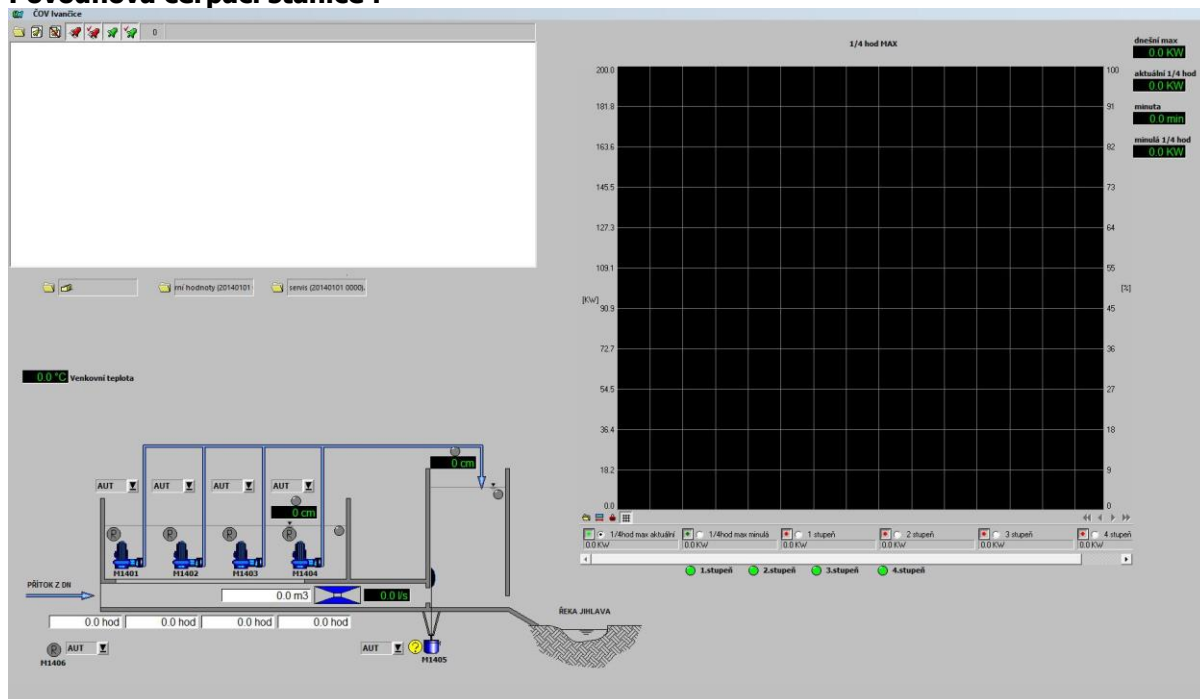 Povodňová čerpací stanice :
ČOV Ivančice
0
rní hodnoty (20140101
servis (20140101 0000).
0.0 °C Venkovní teplota
1/4 hod MAX
dnešní max
0.0 KW
aktuální 1/4 hod
0.0 KW
minuta
0.0 min
minulá 1/4 hod
0.0 KW
200.0 100
181.8 91
163.6 82
145.5 73
127.3 64
109.1 55
[KW] [%]
90.9 45
72.7 36
54.5 27
36.4 18
18.2 9
0.0 0
1/4hod max aktuální 1/4hod max minulá 1 stupeň 2 stupeň 3 stupeň 4 stupeň
0.0 KW 0.0 KW 0.0 KW 0.0 KW 0.0 KW 0.0 KW
1.stupeň 2.stupeň 3.stupeň 4.stupeň
0 cm
AUT AUT AUT AUT
0 cm
R R R R
M1401 M1402 M1403 M1404
PŘÍTOK Z DN
0.0 m3 0.0 l/s
ŘEKA JIHLAVA
0.0 hod 0.0 hod 0.0 hod 0.0 hod
R AUT AUT ?
M1406 M1405